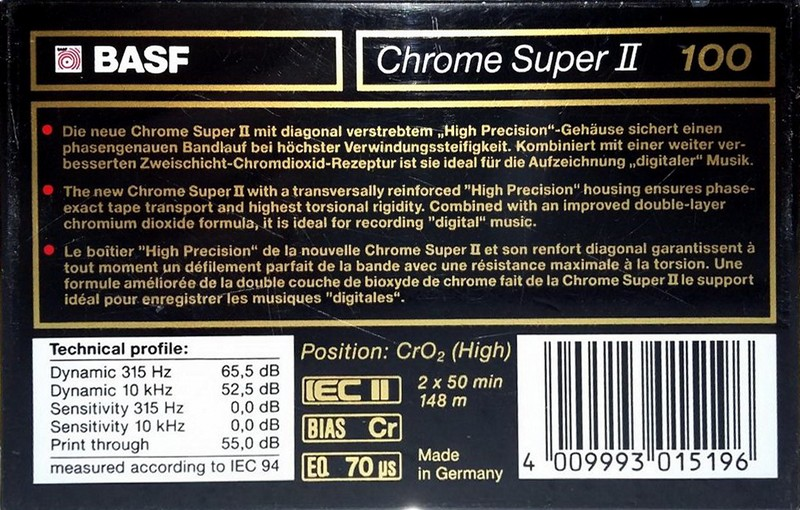 BASF
Chrome Super II 100
Die neue Chrome Super II mit diagonal verstrebtem „High Precision“-Gehäuse sichert einen
phasengenauen Bandlauf bei höchster Verwindungssteifigkeit. Kombiniert mit einer weiter ver-
besserten Zweischicht-Chromdioxid-Rezeptur ist sie ideal für die Aufzeichnung „digitaler“ Musik.
The new Chrome Super II with a transversally reinforced "High Precision" housing ensures phase-
exact tape transport and highest torsional rigidity. Combined with an improved double-layer
chromium dioxide formula, it is ideal for recording "digital" music.
Le boîtier "High Precision" de la nouvelle Chrome Super II et son renfort diagonal garantissent à
tout moment un défilement parfait de la bande avec une résistance maximale à la torsion. Une
formule améliorée de la double couche de bioxyde de chrome fait de la Chrome Super II le support
idéal pour enregistrer les musiques "digitales".
Technical profile:
Dynamic 315 Hz 65,5 dB
Dynamic 10 kHz 52,5 dB
Sensitivity 315 Hz 0,0 dB
Sensitivity 10 kHz 0,0 dB
Print through 55,0 dB
measured according to IEC 94
Position: CrO₂ (High)
IEC II
2 x 50 min
148 m
BIAS Cr
EQ 70 µs
Made
in Germany
4 009993 015196